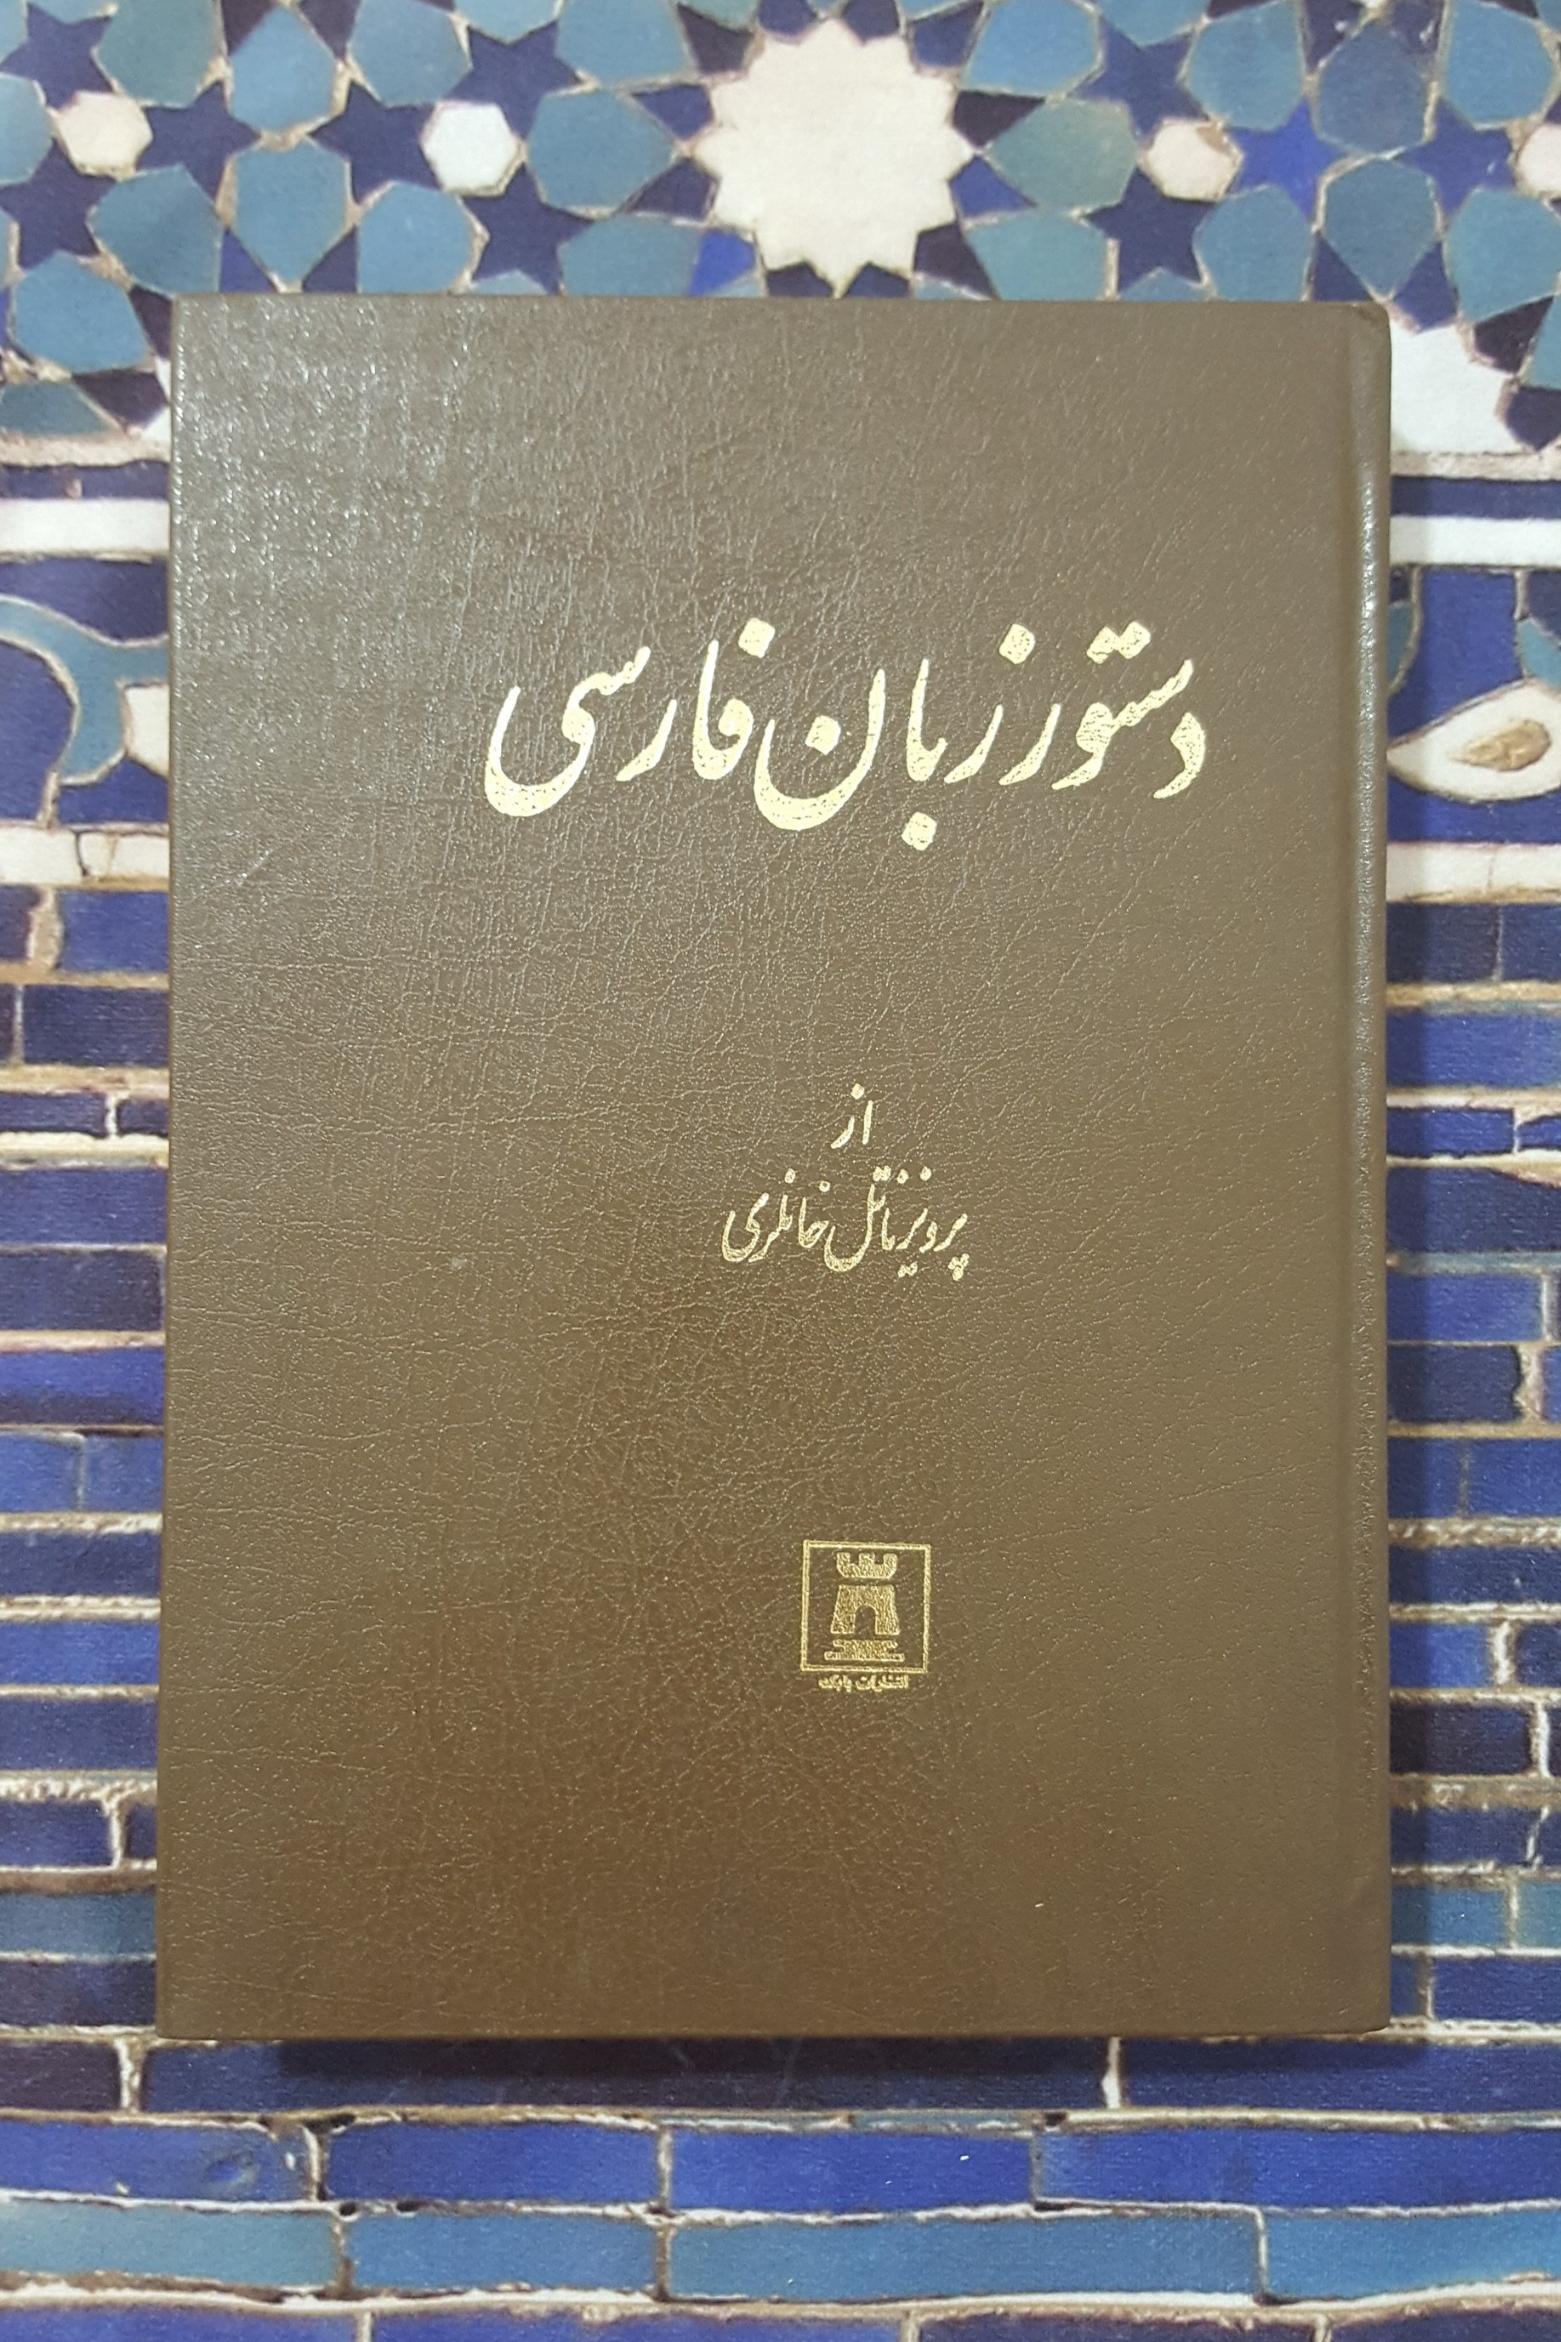 دستور زبان فارسی
از
پرویز ناتل خانلری
انتشارات بابک